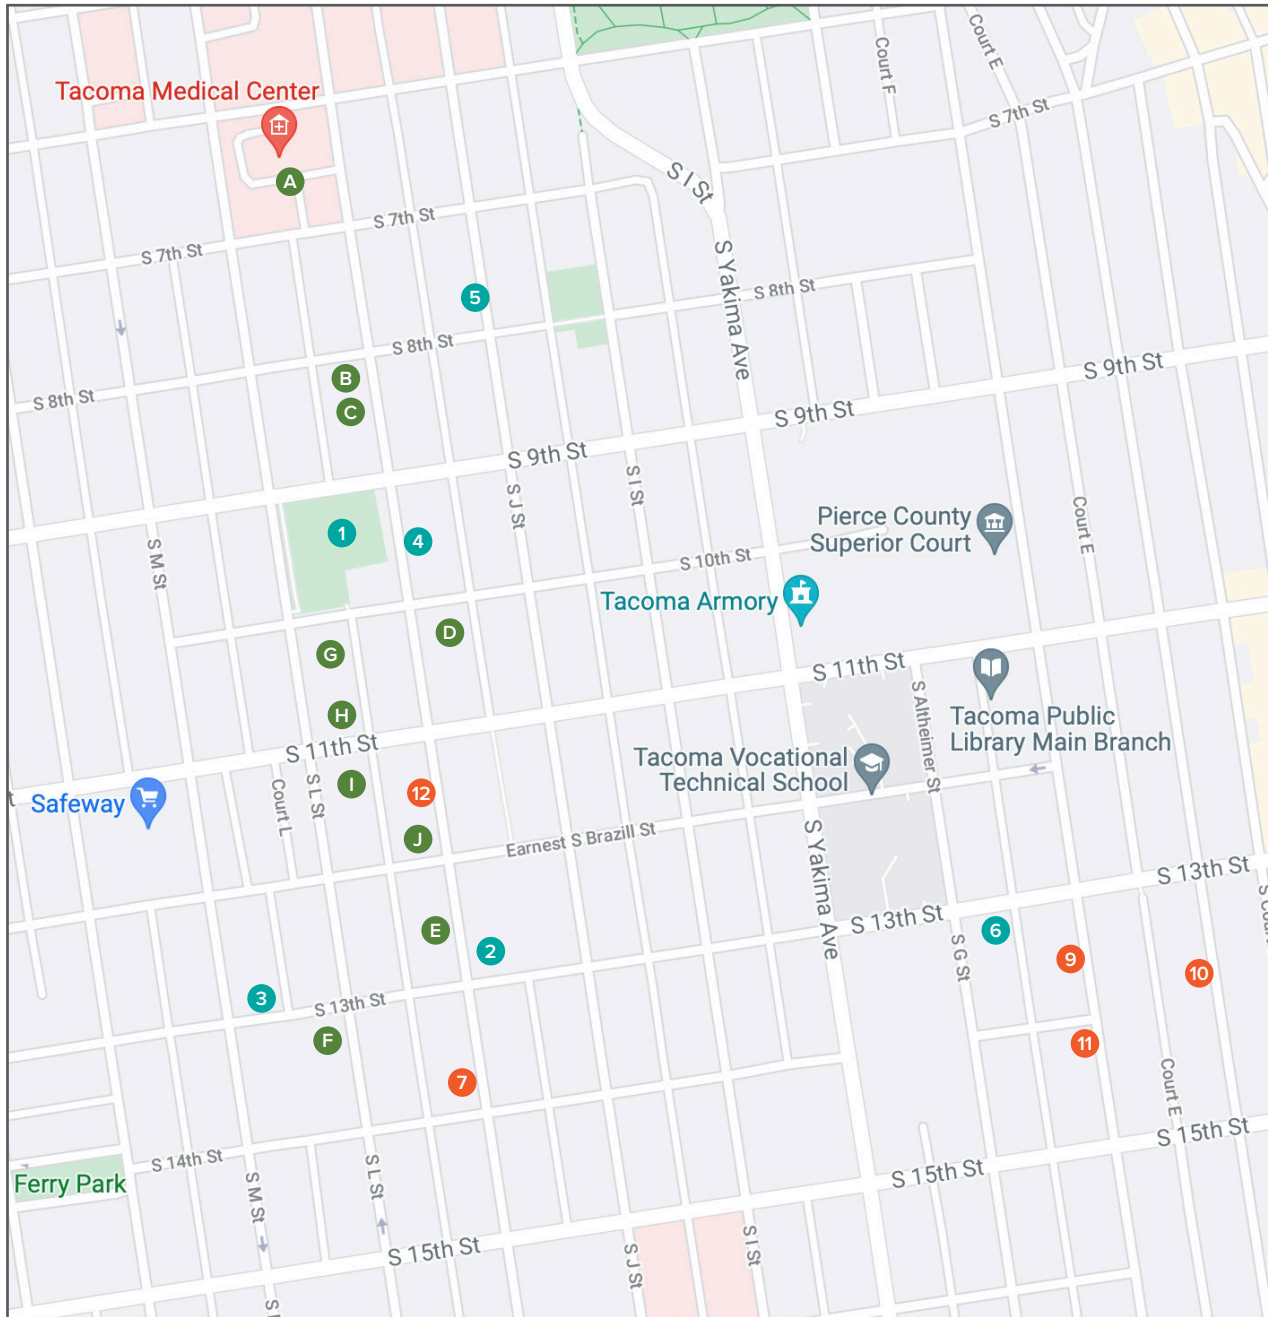 Court F
Court E
Tacoma Medical Center
S 7th St
A
S I St
S 7th St
S 7th St
S Yakima Ave
5
S 8th St
S 8th St
B
S 9th St
S 8th St
C
S 9th St
S 9th St
S I St
S J St
1
4
Pierce County
Superior Court
Court E
S M St
S 10th St
Tacoma Armory
D
G
S 11th St
S Altheimer St
H
Tacoma Public
Library Main Branch
S 11th St
Tacoma Vocational
Technical School
I
12
Safeway
Court L
S L St
J
Earnest S Brazill St
S Yakima Ave
S 13th St
S 13th St
E
6
2
S G St
9
10
3
S 13th St
F
11
7
Court E
S 15th St
S 14th St
S L St
S 15th St
Ferry Park
S M St
S 15th St
S J St
S I St